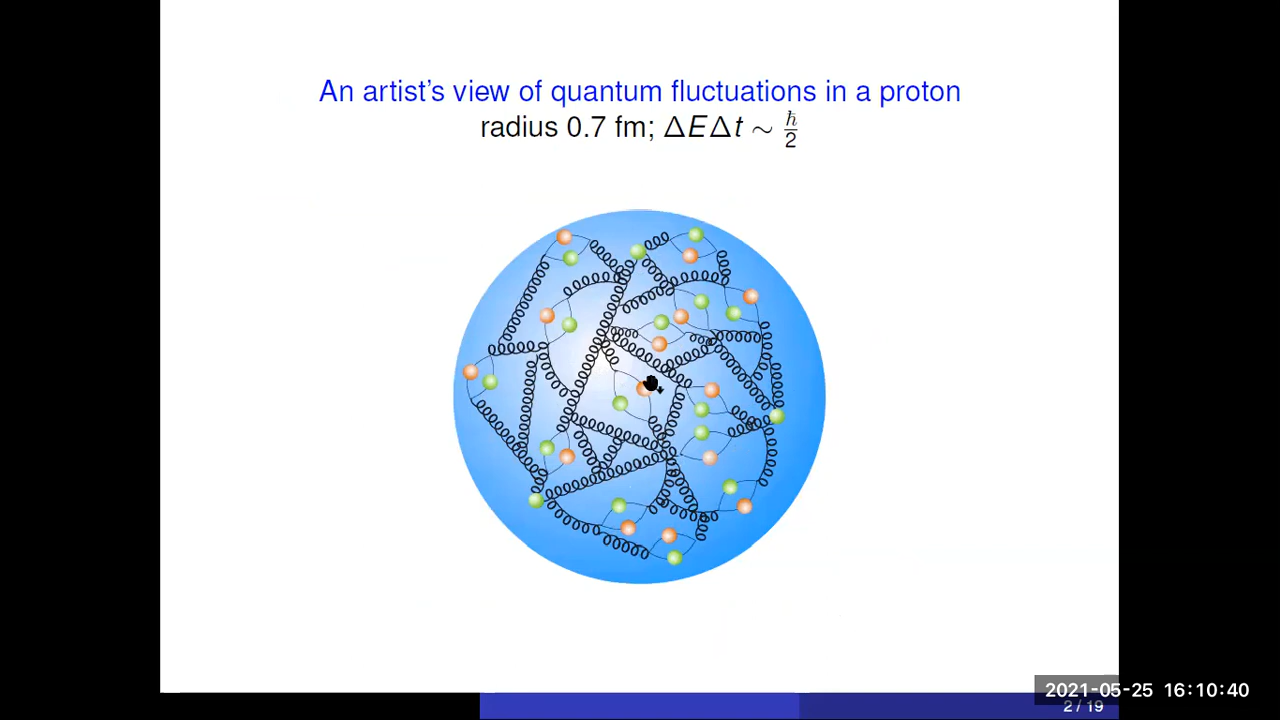 An artist's view of quantum fluctuations in a proton
radius 0.7 fm; ΔEΔt ∼ ℏ/2
2021-05-25 16:10:40
2 / 19